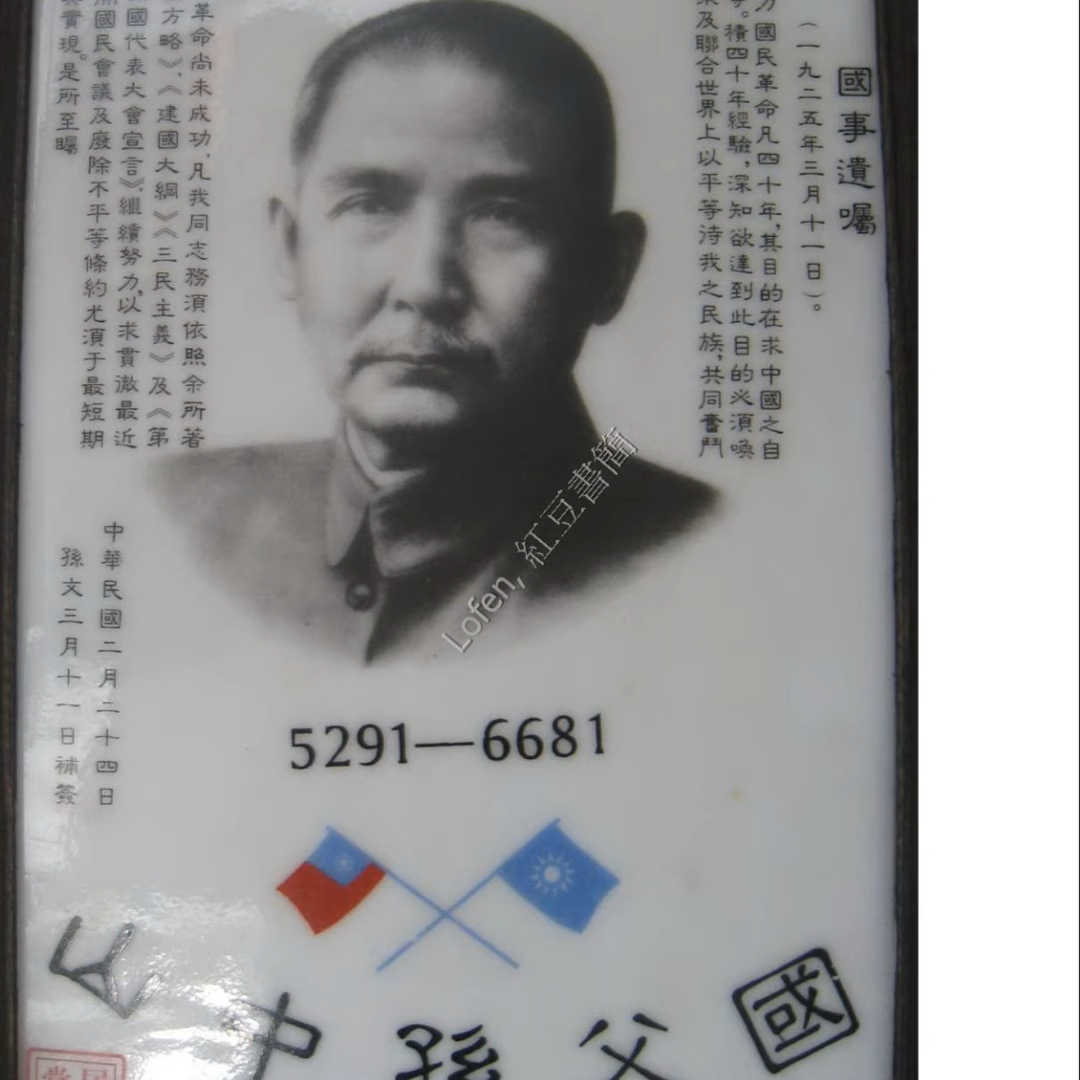 國事遺囑
(一九二五年三月十一日)。
力國民革命凡四十年,其目的在求中國之自
。積四十年經驗,深知欲達到此目的必須喚
及聯合世界上以平等待我之民族,共同奮鬥
革命尚未成功、凡我同志務須依照余所著
方略》、《建國大綱》《三民主義》及《第
國代表大會宣言》、繼續努力,以求貫澈最近
國民會議及廢除不平等條約尤須于最短期
實現。是所至矚
中華民國二月二十四日
孫文三月十一日補簽
Lofen, 紅豆書簡
5291—6681
國父孫中山